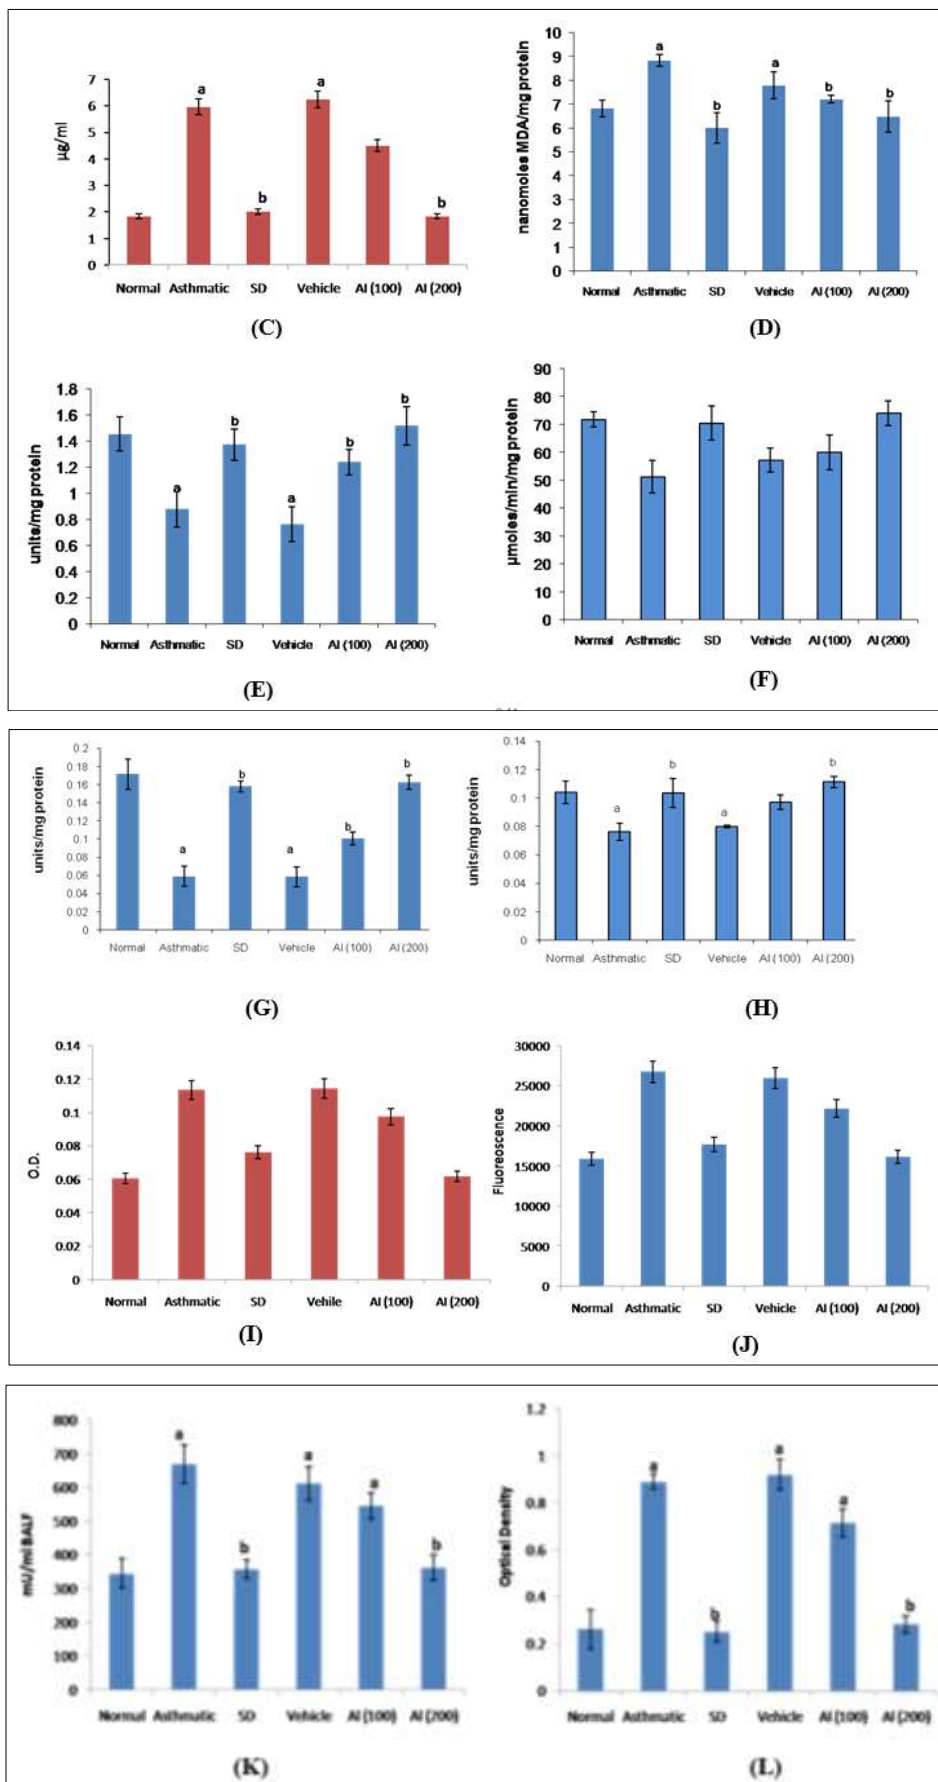 7
6
5
4
3
2
1
0
µg/ml
a
a
b
b
Normal Asthmatic SD Vehicle AI (100) AI (200)
(C)
10
9
8
7
6
5
4
3
2
1
0
nanomoles MDA/mg protein
a
a
b
b
b
Normal Asthmatic SD Vehicle AI (100) AI (200)
(D)
1.8
1.6
1.4
1.2
1
0.8
0.6
0.4
0.2
0
units/mg protein
a
b
a
b
b
Normal Asthmatic SD Vehicle AI (100) AI (200)
(E)
90
80
70
60
50
40
30
20
10
0
µmoles/min/mg protein
Normal Asthmatic SD Vehicle AI (100) AI (200)
(F)
0.2
0.18
0.16
0.14
0.12
0.1
0.08
0.06
0.04
0.02
0
units/mg protein
a
b
a
b
b
Normal Asthmatic SD Vehicle AI (100) AI (200)
(G)
0.14
0.12
0.1
0.08
0.06
0.04
0.02
0
units/mg protein
a
b
a
b
Normal Asthmatic SD Vehicle AI (100) AI (200)
(H)
0.14
0.12
0.1
0.08
0.06
0.04
0.02
0
O.D.
Normal Asthmatic SD Vehile AI (100) AI (200)
(I)
30000
25000
20000
15000
10000
5000
0
Fluoreoscence
Normal Asthmatic SD Vehicle AI (100) AI (200)
(J)
800
700
600
500
400
300
200
100
0
mU/ml BALF
a
b
a
a
b
Normal Asthmatic SD Vehicle AI (100) AI (200)
(K)
1.2
1
0.8
0.6
0.4
0.2
0
Optical Density
a
b
a
a
b
Normal Asthmatic SD Vehicle AI (100) AI (200)
(L)